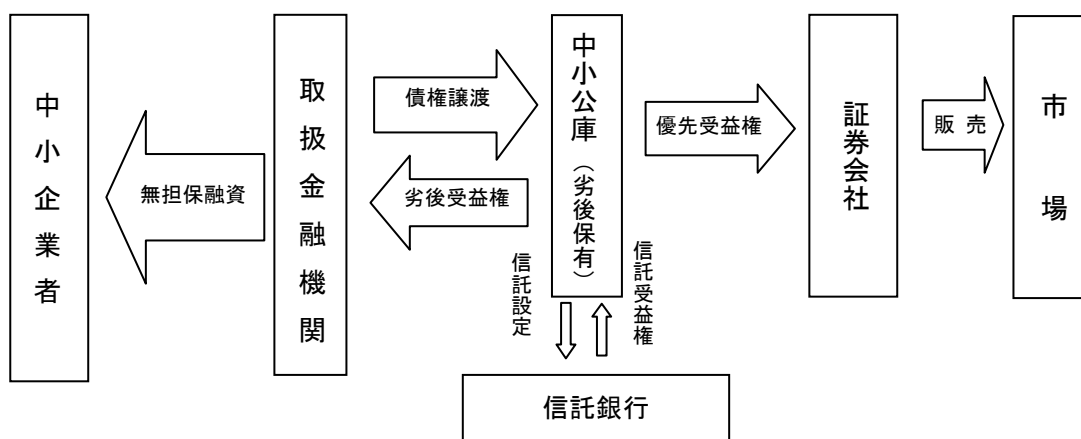 中小企業者
無担保融資
取扱金融機関
債権譲渡
劣後受益権
中小公庫（劣後保有）
信託設定
信託受益権
信託銀行
優先受益権
証券会社
販 売
市場